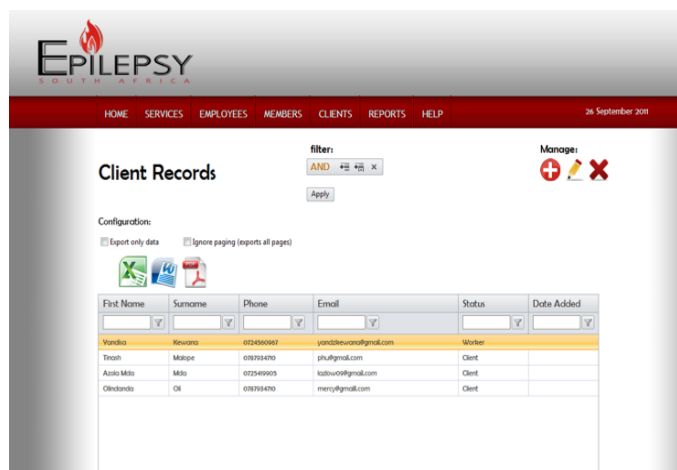 EPILEPSY
SOUTH AFRICA
HOME SERVICES EMPLOYEES MEMBERS CLIENTS REPORTS HELP 26 September 2011
filter: Manage:
AND
Client Records
Apply
Configuration:
Export only data Ignore paging (exports all pages)
First Name Surname Phone Email Status Date Added
Yandisa Kewana 0724560967 yandzkewana@gmail.com Worker
Tinash Malope 0787934710 phu@gmail.com Client
Azola Mda Mda 0725419905 lazlow09@gmail.com Client
Olindanda Oli 0787934710 mercy@gmail.com Client